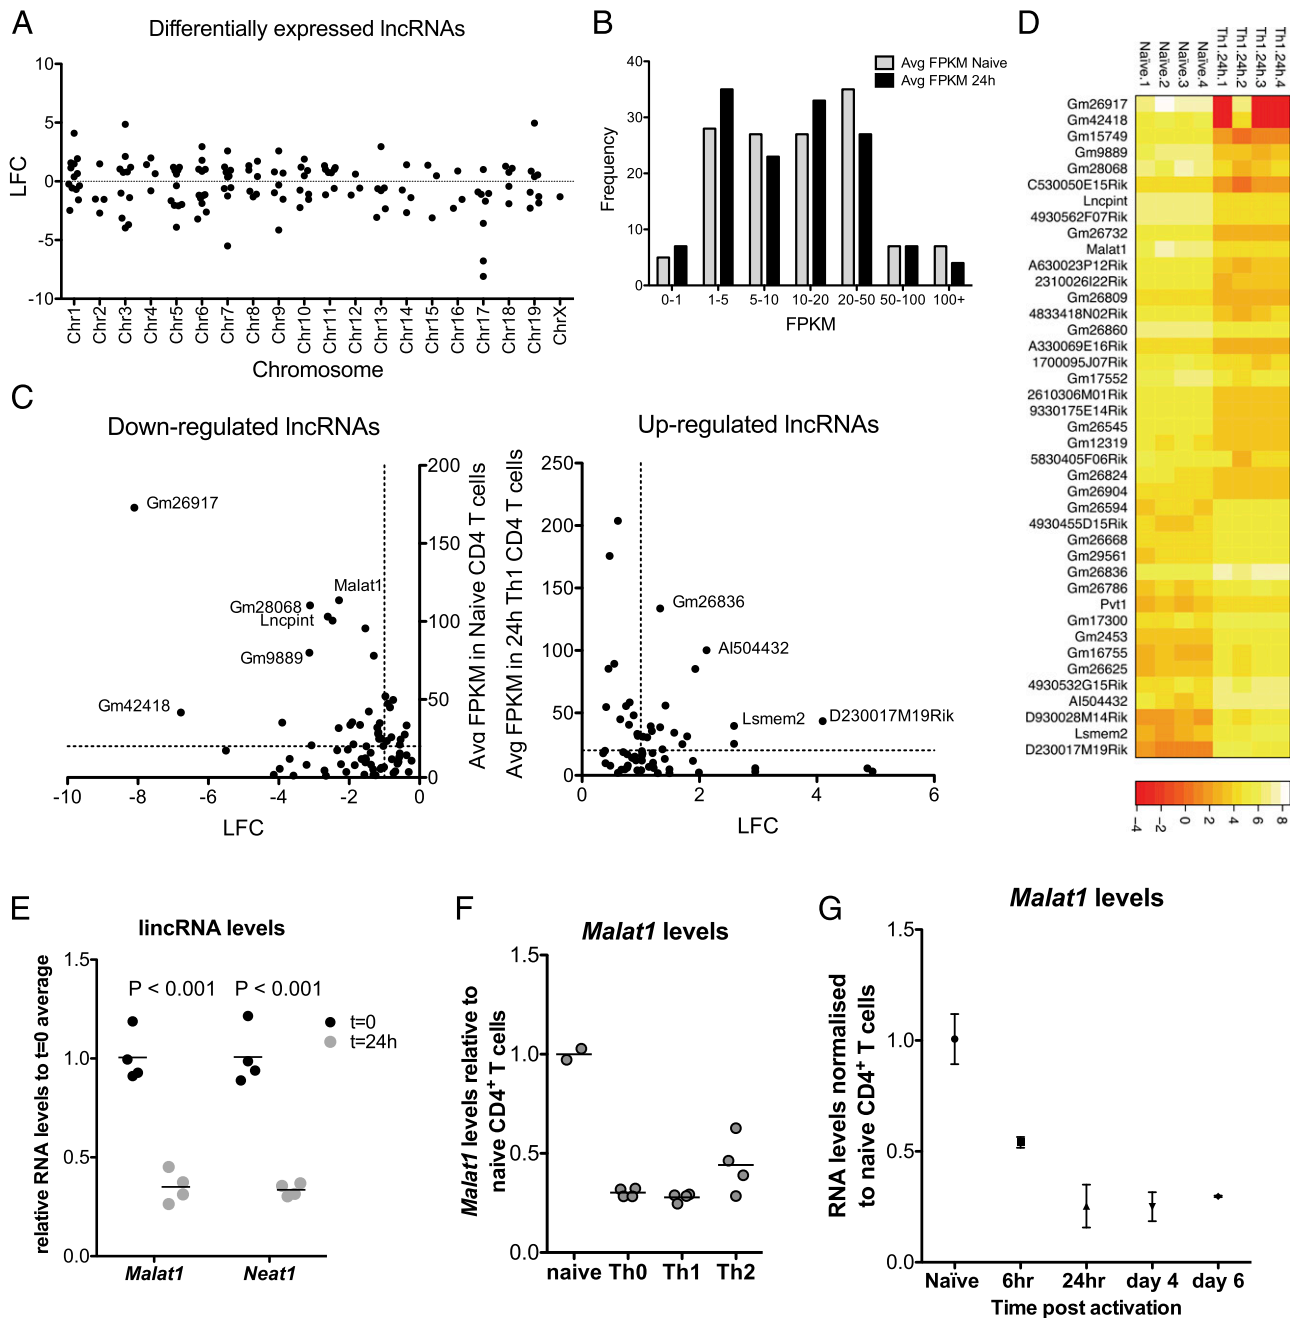 A
Differentially expressed lncRNAs
10
5
0
-5
-10
LFC
Chr1
Chr2
Chr3
Chr4
Chr5
Chr6
Chr7
Chr8
Chr9
Chr10
Chr11
Chr12
Chr13
Chr14
Chr15
Chr16
Chr17
Chr18
Chr19
ChrX
Chromosome
B
Avg FPKM Naive
Avg FPKM 24h
40
30
20
10
0
Frequency
0-1
1-5
5-10
10-20
20-50
50-100
100+
FPKM
C
Down-regulated lncRNAs
Gm26917
Malat1
Gm28068
Lncpint
Gm9889
Gm42418
200
150
100
50
0
Avg FPKM in Naive CD4 T cells
-10
-8
-6
-4
-2
0
LFC
Up-regulated lncRNAs
250
200
150
100
50
0
Avg FPKM in 24h Th1 CD4 T cells
Gm26836
AI504432
Lsmem2
D230017M19Rik
0
2
4
6
LFC
D
Naïve.1
Naïve.2
Naïve.3
Naïve.4
Th1.24h.1
Th1.24h.2
Th1.24h.3
Th1.24h.4
Gm26917
Gm42418
Gm15749
Gm9889
Gm28068
C530050E15Rik
Lncpint
4930562F07Rik
Gm26732
Malat1
A630023P12Rik
2310026I22Rik
Gm26809
4833418N02Rik
Gm26860
A330069E16Rik
1700095J07Rik
Gm17552
2610306M01Rik
9330175E14Rik
Gm26545
Gm12319
5830405F06Rik
Gm26824
Gm26904
Gm26594
4930455D15Rik
Gm26668
Gm29561
Gm26836
Gm26786
Pvt1
Gm17300
Gm2453
Gm16755
Gm26625
4930532G15Rik
AI504432
D930028M14Rik
Lsmem2
D230017M19Rik
-4
-2
0
2
4
6
8
E
lincRNA levels
1.5
1.0
0.5
0.0
relative RNA levels to t=0 average
P < 0.001
P < 0.001
t=0
t=24h
Malat1
Neat1
F
Malat1 levels
1.5
1.0
0.5
0.0
Malat1 levels relative to
naive CD4+ T cells
naive
Th0
Th1
Th2
G
Malat1 levels
1.5
1.0
0.5
0.0
RNA levels normalised
to naive CD4+ T cells
Naïve
6hr
24hr
day 4
day 6
Time post activation